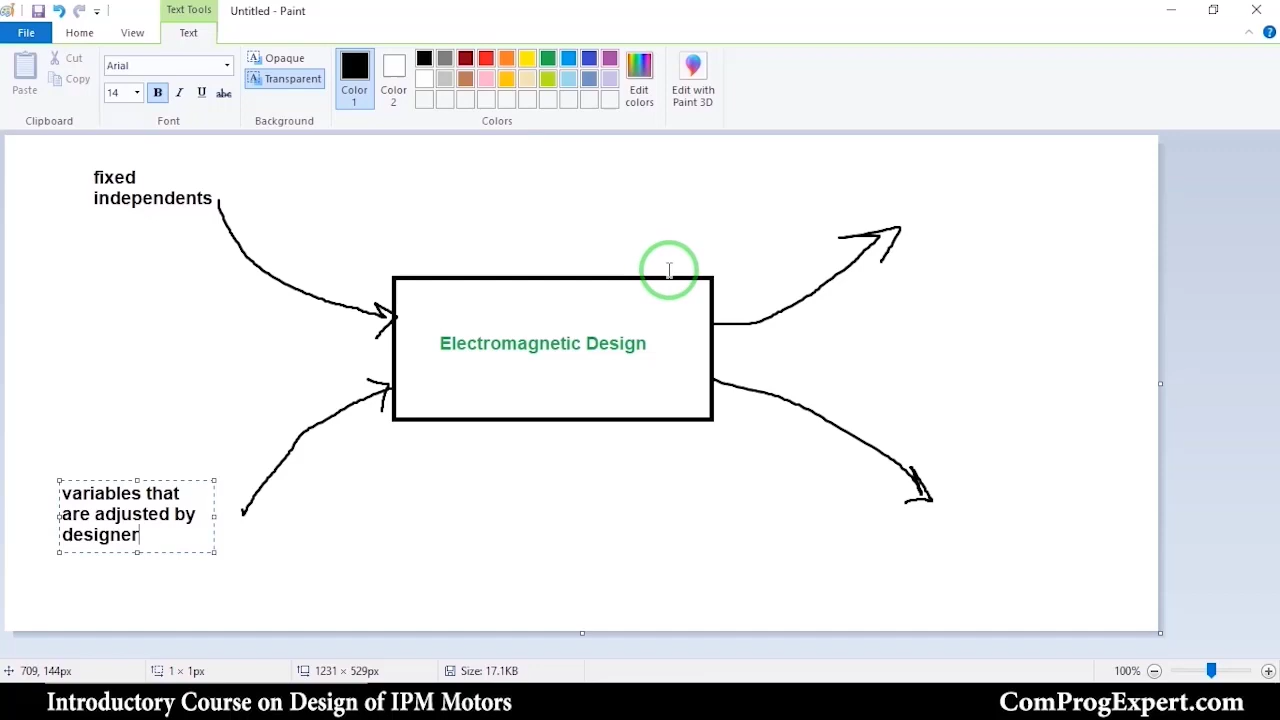 Text Tools
Untitled - Paint
File
Home
View
Text
Paste
Cut
Copy
Clipboard
Arial
14
B
I
U
abc
Font
A Opaque
A Transparent
Background
Color
1
Color
2
Edit
colors
Edit with
Paint 3D
Colors
fixed
independents
Electromagnetic Design
variables that
are adjusted by
designer
709, 144px
1 × 1px
1231 × 529px
Size: 17.1KB
100%
Introductory Course on Design of IPM Motors
ComProgExpert.com